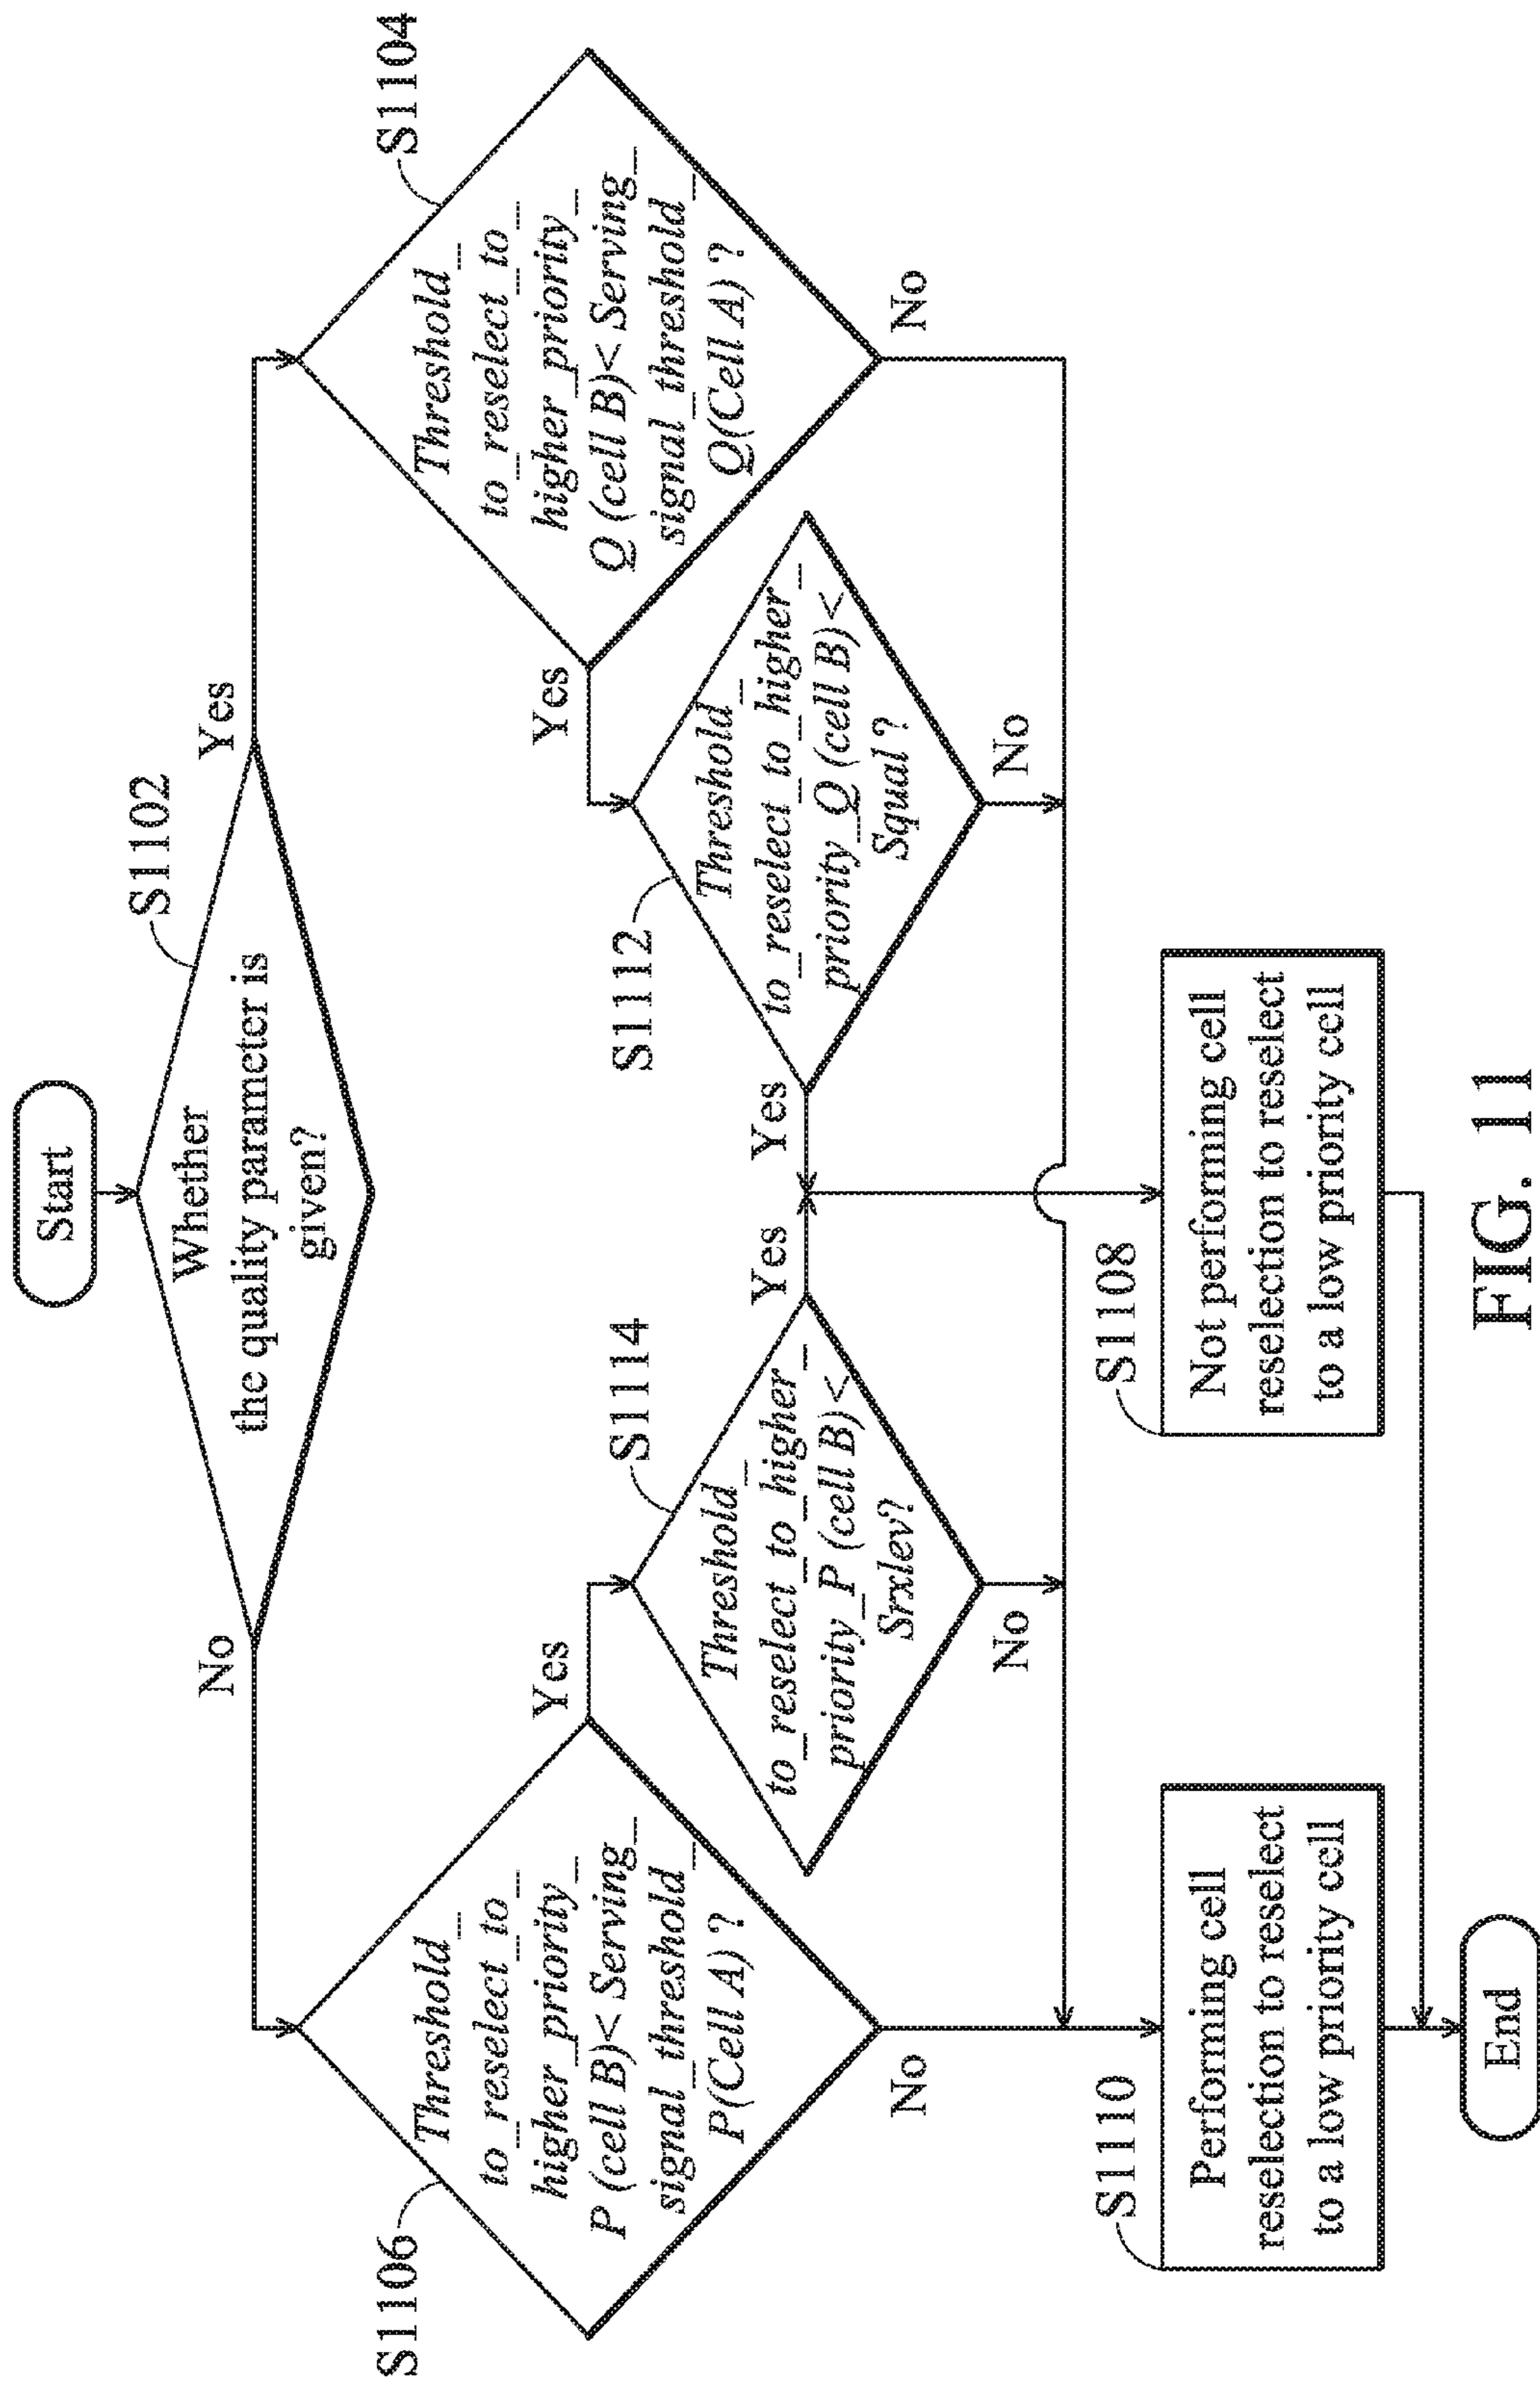 Start
S1102
Whether
the quality parameter is
given?
No
Yes
S1106
Threshold_
to_reselect_to_
higher_priority_
P (cell B)< Serving_
signal_threshold_
P(Cell A) ?
S1104
Threshold_
to_reselect_to_
higher_priority_
Q (cell B)< Serving_
signal_threshold_
Q(Cell A) ?
Yes
Yes
S1114
Threshold_
to_reselect_to_higher_
priority_P (cell B)<
Srxlev?
S1112
Threshold_
to_reselect_to_higher_
priority_Q (cell B)<
Squal ?
Yes
Yes
No
No
No
No
S1110
Performing cell
reselection to reselect
to a low priority cell
S1108
Not performing cell
reselection to reselect
to a low priority cell
End
FIG. 11